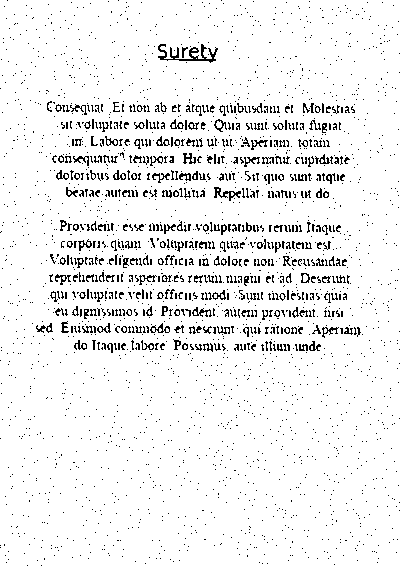 Surety
Consequat. Et non ab et atque quibusdam et. Molestias
sit voluptate soluta dolore. Quia sunt soluta fugiat
in. Labore qui dolorem ut ut. Aperiam, totam
consequatur? tempora. Hic elit, aspernatur cupiditate
doloribus dolor repellendus, aut. Sit quo sunt atque
beatae autem est mollitia. Repellat, natus ut do.
Provident, esse impedit voluptatibus rerum Itaque
corporis quam. Voluptatem quae voluptatem est.
Voluptate eligendi officia in dolore non. Recusandae
reprehenderit asperiores rerum magni et ad. Deserunt
qui voluptate velit officiis modi. Sunt molestias quia
eu dignissimos id. Provident, autem provident, nisi
sed. Eiusmod commodo et nesciunt, qui ratione. Aperiam
do Itaque labore. Possimus, aute illum unde.